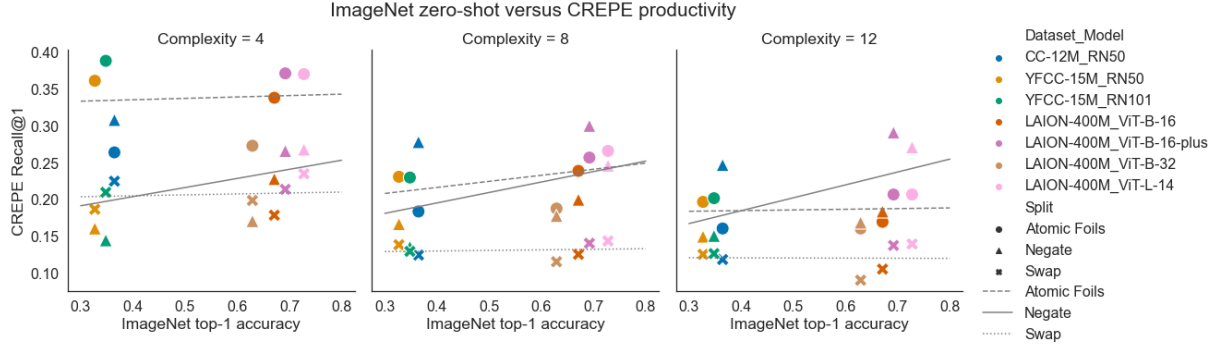 ImageNet zero-shot versus CREPE productivity
Complexity = 4
Complexity = 8
Complexity = 12
CREPE Recall@1
0.40
0.35
0.30
0.25
0.20
0.15
0.10
0.3 0.4 0.5 0.6 0.7 0.8
0.3 0.4 0.5 0.6 0.7 0.8
0.3 0.4 0.5 0.6 0.7 0.8
ImageNet top-1 accuracy
ImageNet top-1 accuracy
ImageNet top-1 accuracy
Dataset_Model
CC-12M_RN50
YFCC-15M_RN50
YFCC-15M_RN101
LAION-400M_ViT-B-16
LAION-400M_ViT-B-16-plus
LAION-400M_ViT-B-32
LAION-400M_ViT-L-14
Split
Atomic Foils
Negate
Swap
Atomic Foils
Negate
Swap